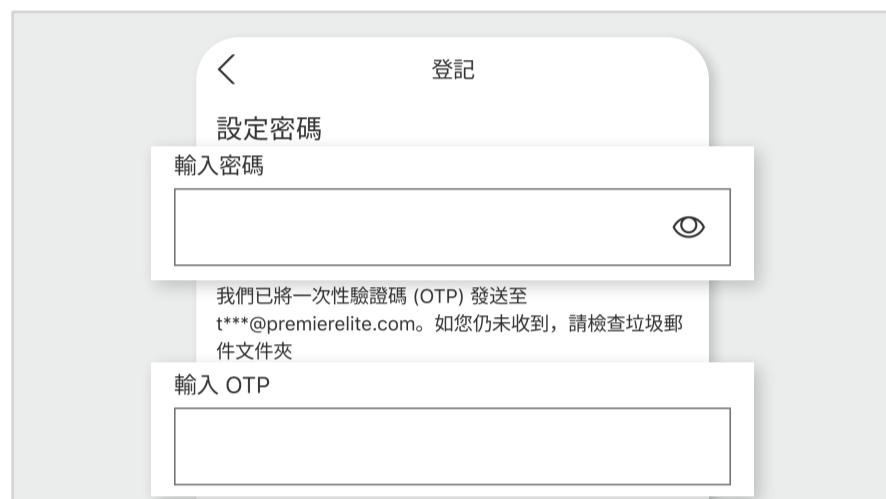 登記
設定密碼
輸入密碼
我們已將一次性驗證碼 (OTP) 發送至
t***@premierelite.com。如您仍未收到，請檢查垃圾郵
件文件夾
輸入 OTP